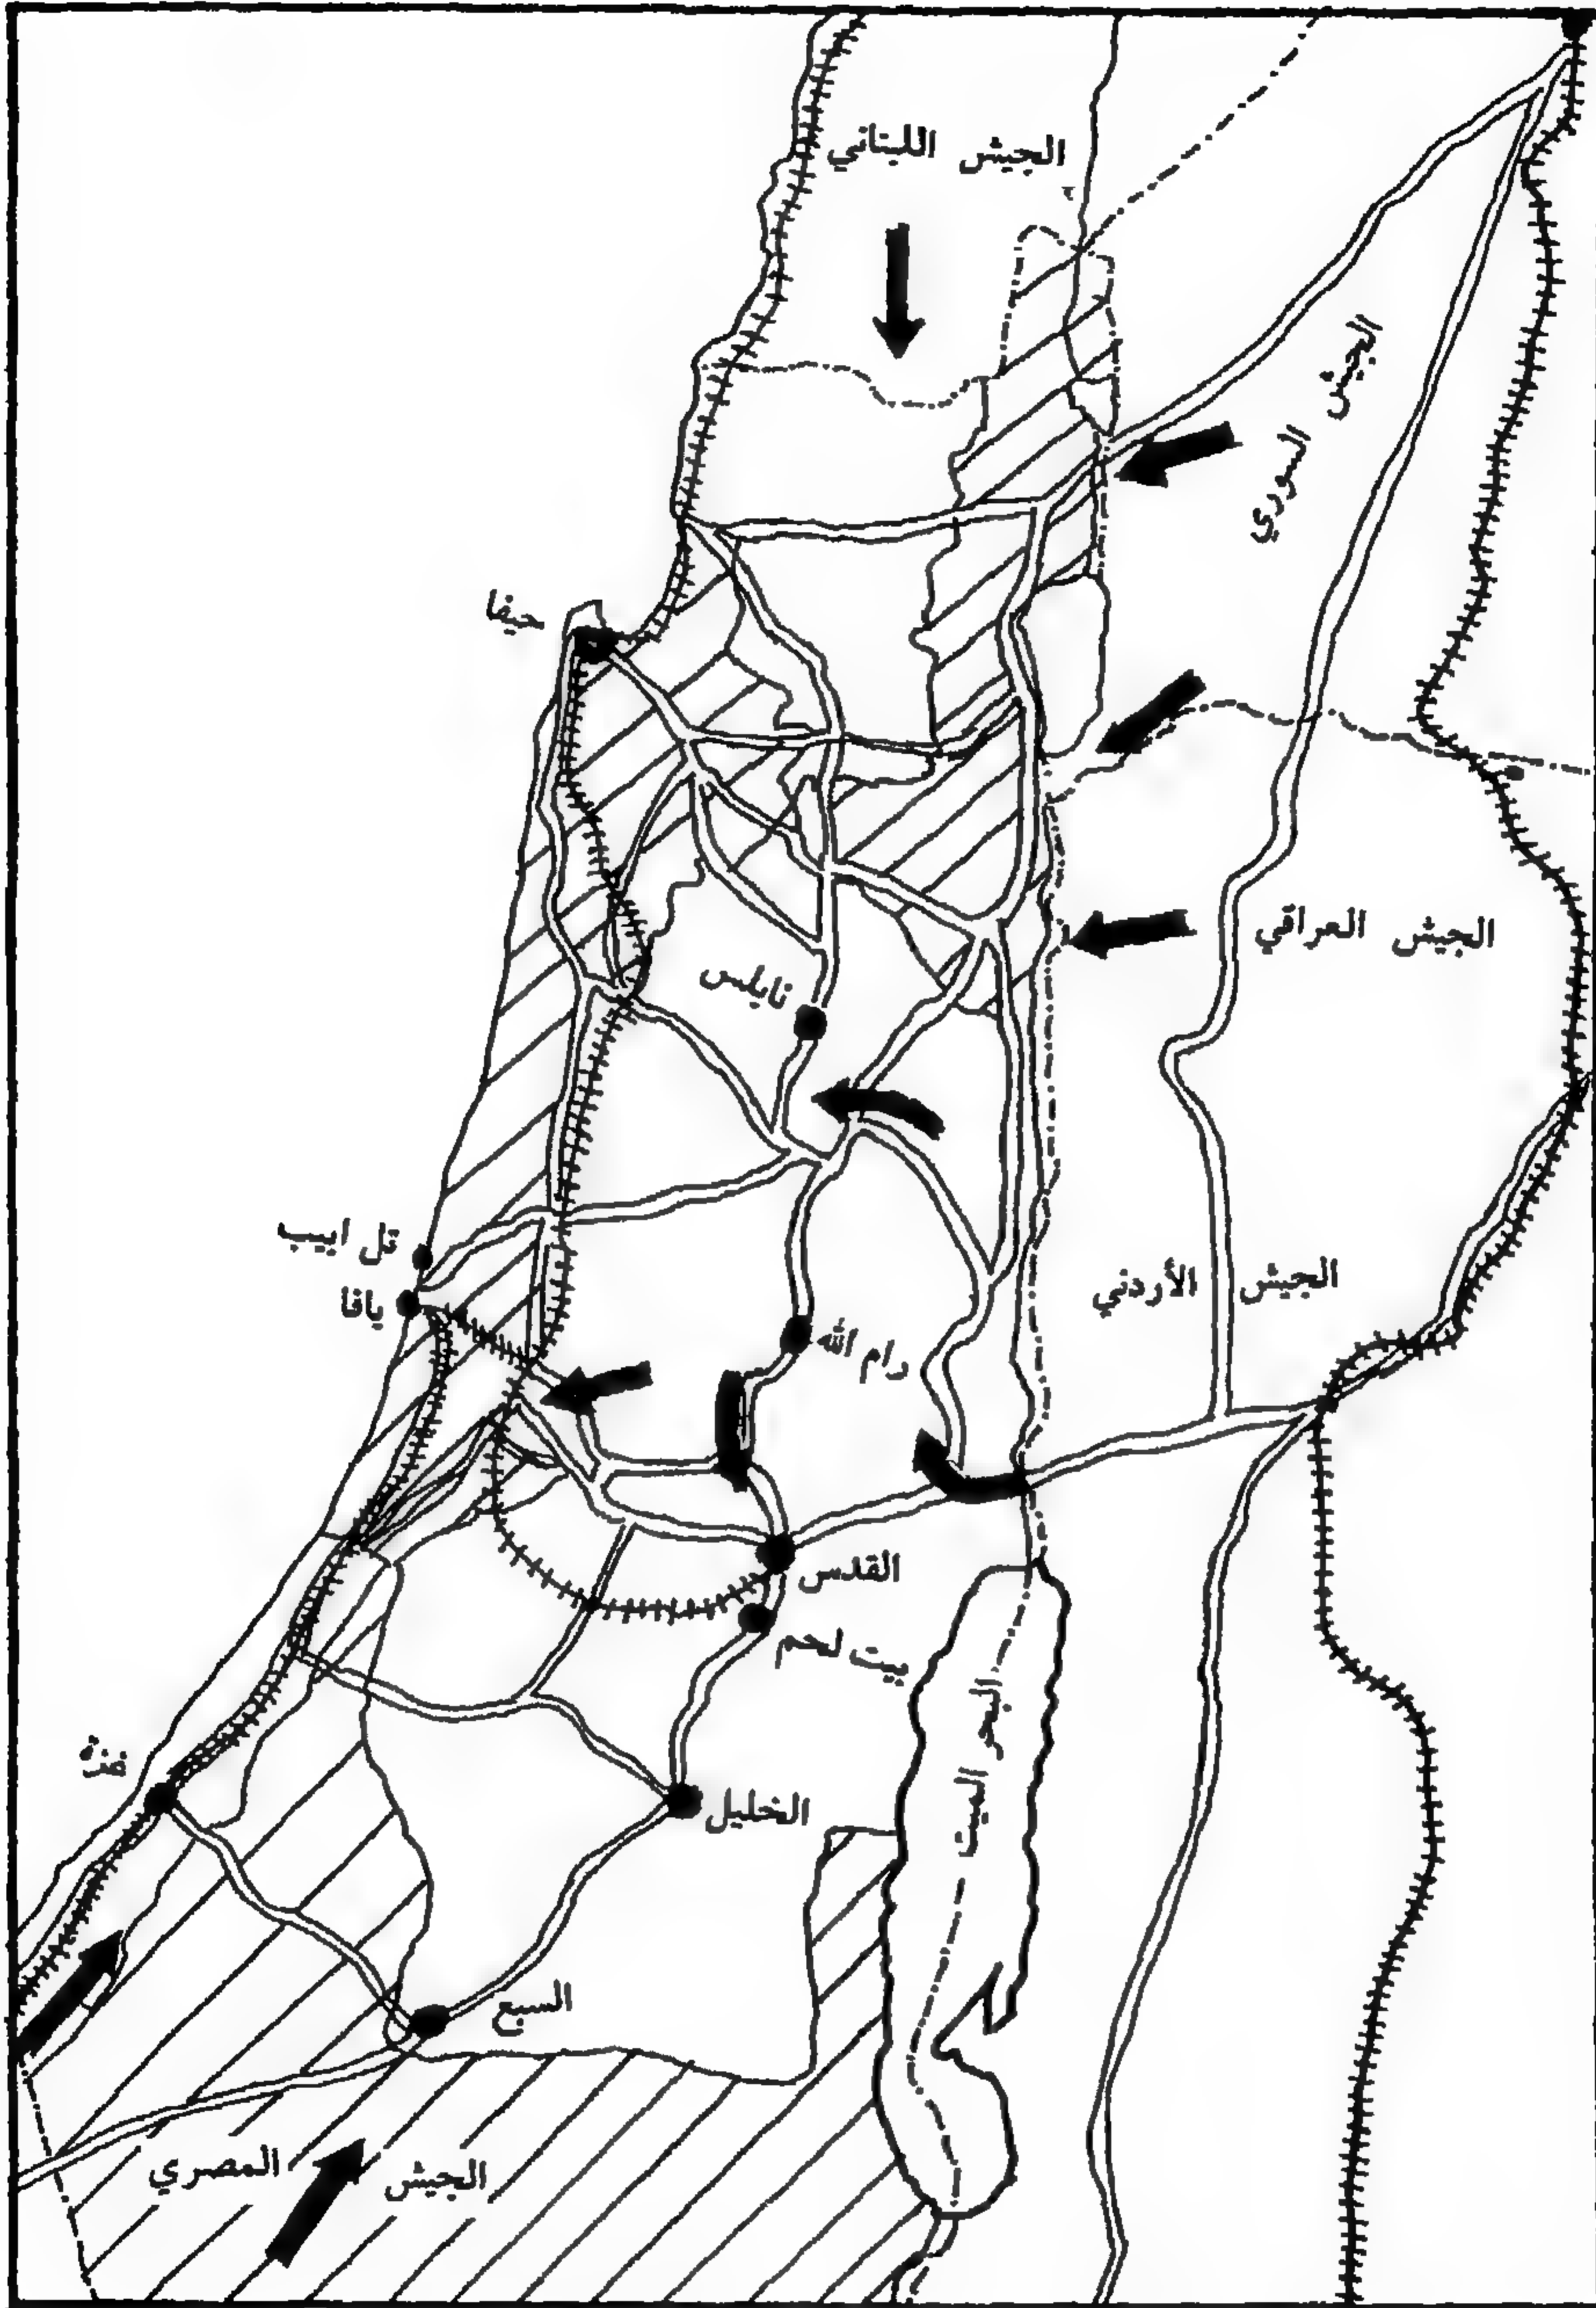 الجيش اللبناني
الجيش السوري
حيفا
الجيش العراقي
نابلس
تل ابيب
يافا
الجيش الأردني
رام الله
القدس
بيت لحم
البحر الميت
غزة
الخليل
السبع
الجيش المصري